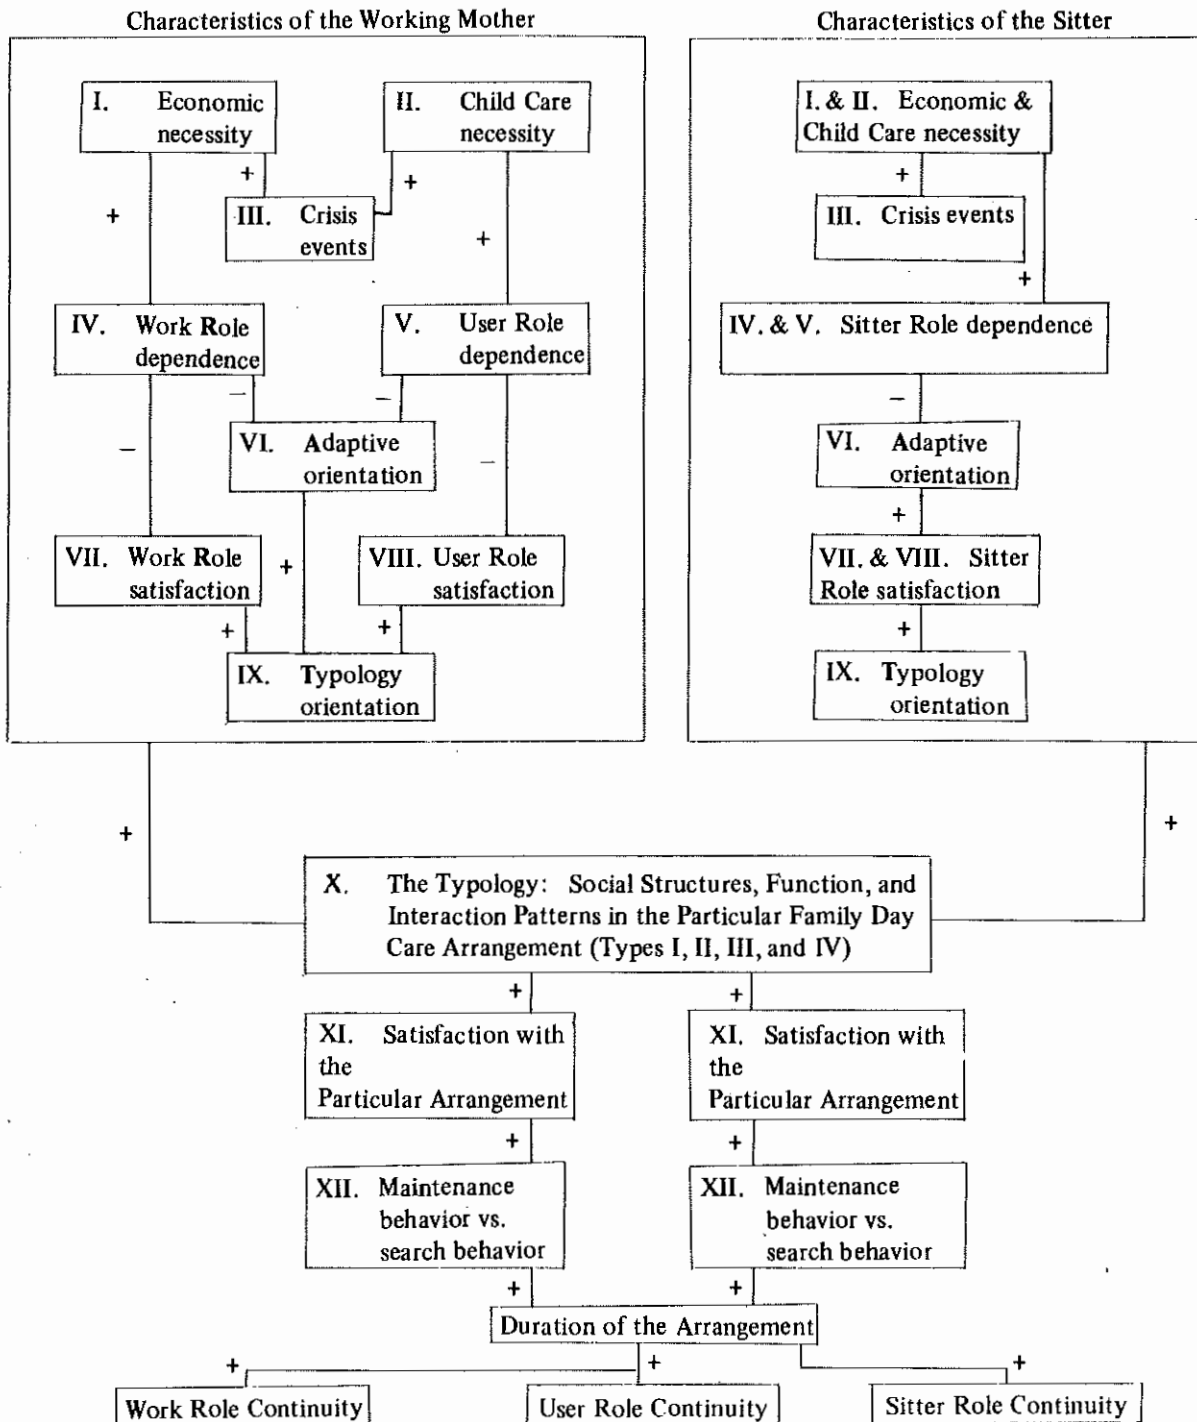 Characteristics of the Working Mother
Characteristics of the Sitter
I. Economic
necessity
II. Child Care
necessity
I. & II. Economic &
Child Care necessity
+
+
+
+
+
III. Crisis
events
III. Crisis events
+
IV. Work Role
dependence
V. User Role
dependence
IV. & V. Sitter Role dependence
–
–
–
–
–
VI. Adaptive
orientation
VI. Adaptive
orientation
+
+
VII. Work Role
satisfaction
VIII. User Role
satisfaction
VII. & VIII. Sitter
Role satisfaction
+
+
+
IX. Typology
orientation
IX. Typology
orientation
+
+
X. The Typology: Social Structures, Function, and
Interaction Patterns in the Particular Family Day
Care Arrangement (Types I, II, III, and IV)
+
+
XI. Satisfaction with
the
Particular Arrangement
XI. Satisfaction with
the
Particular Arrangement
+
+
XII. Maintenance
behavior vs.
search behavior
XII. Maintenance
behavior vs.
search behavior
+
+
Duration of the Arrangement
+
+
+
Work Role Continuity
User Role Continuity
Sitter Role Continuity